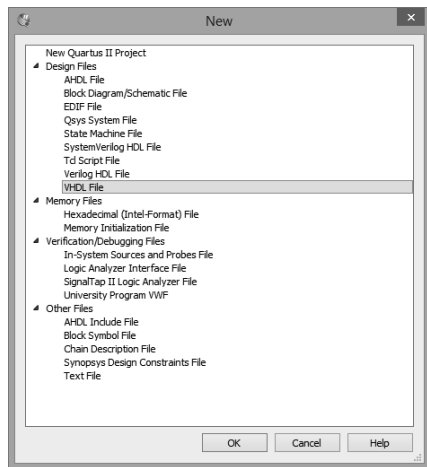 New
New Quartus II Project
Design Files
AHDL File
Block Diagram/Schematic File
EDIF File
Qsys System File
State Machine File
SystemVerilog HDL File
Tcl Script File
Verilog HDL File
VHDL File
Memory Files
Hexadecimal (Intel-Format) File
Memory Initialization File
Verification/Debugging Files
In-System Sources and Probes File
Logic Analyzer Interface File
SignalTap II Logic Analyzer File
University Program VWF
Other Files
AHDL Include File
Block Symbol File
Chain Description File
Synopsys Design Constraints File
Text File
OK Cancel Help